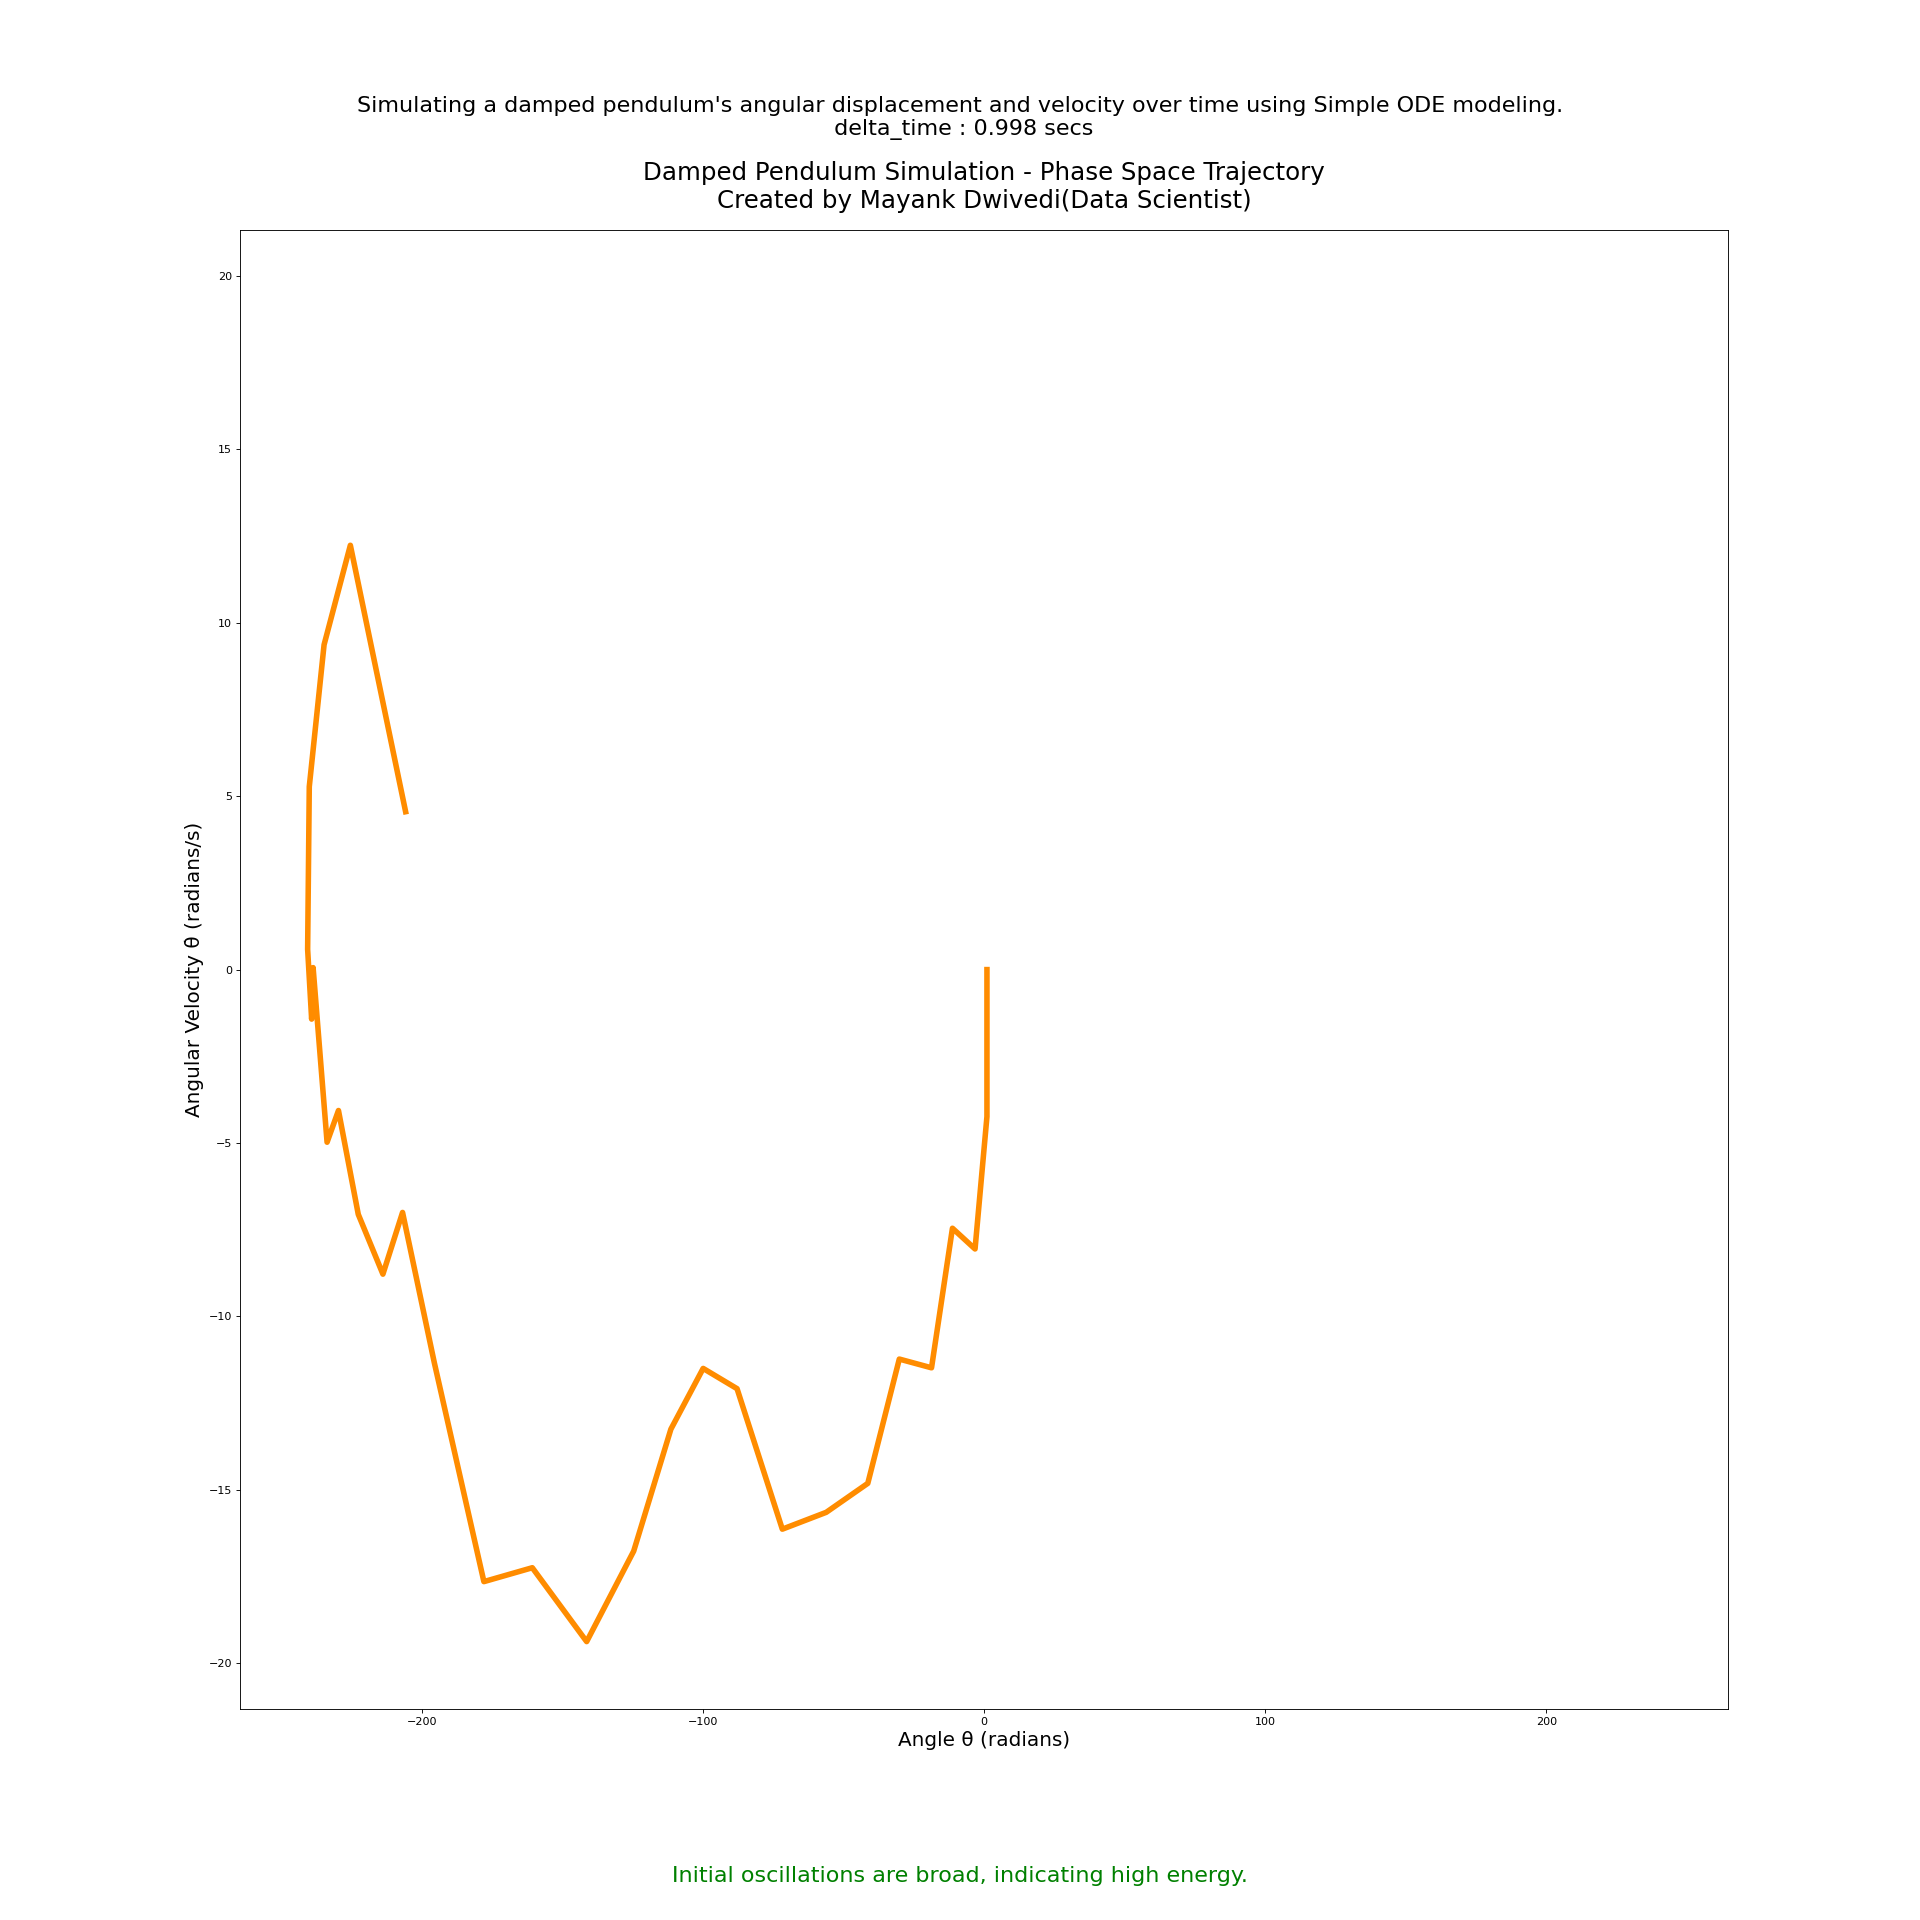 Simulating a damped pendulum's angular displacement and velocity over time using Simple ODE modeling.
delta_time : 0.998 secs
Damped Pendulum Simulation - Phase Space Trajectory
Created by Mayank Dwivedi(Data Scientist)
20
15
10
5
0
−5
−10
−15
−20
Angular Velocity θ (radians/s)
−200
−100
0
100
200
Angle θ (radians)
Initial oscillations are broad, indicating high energy.